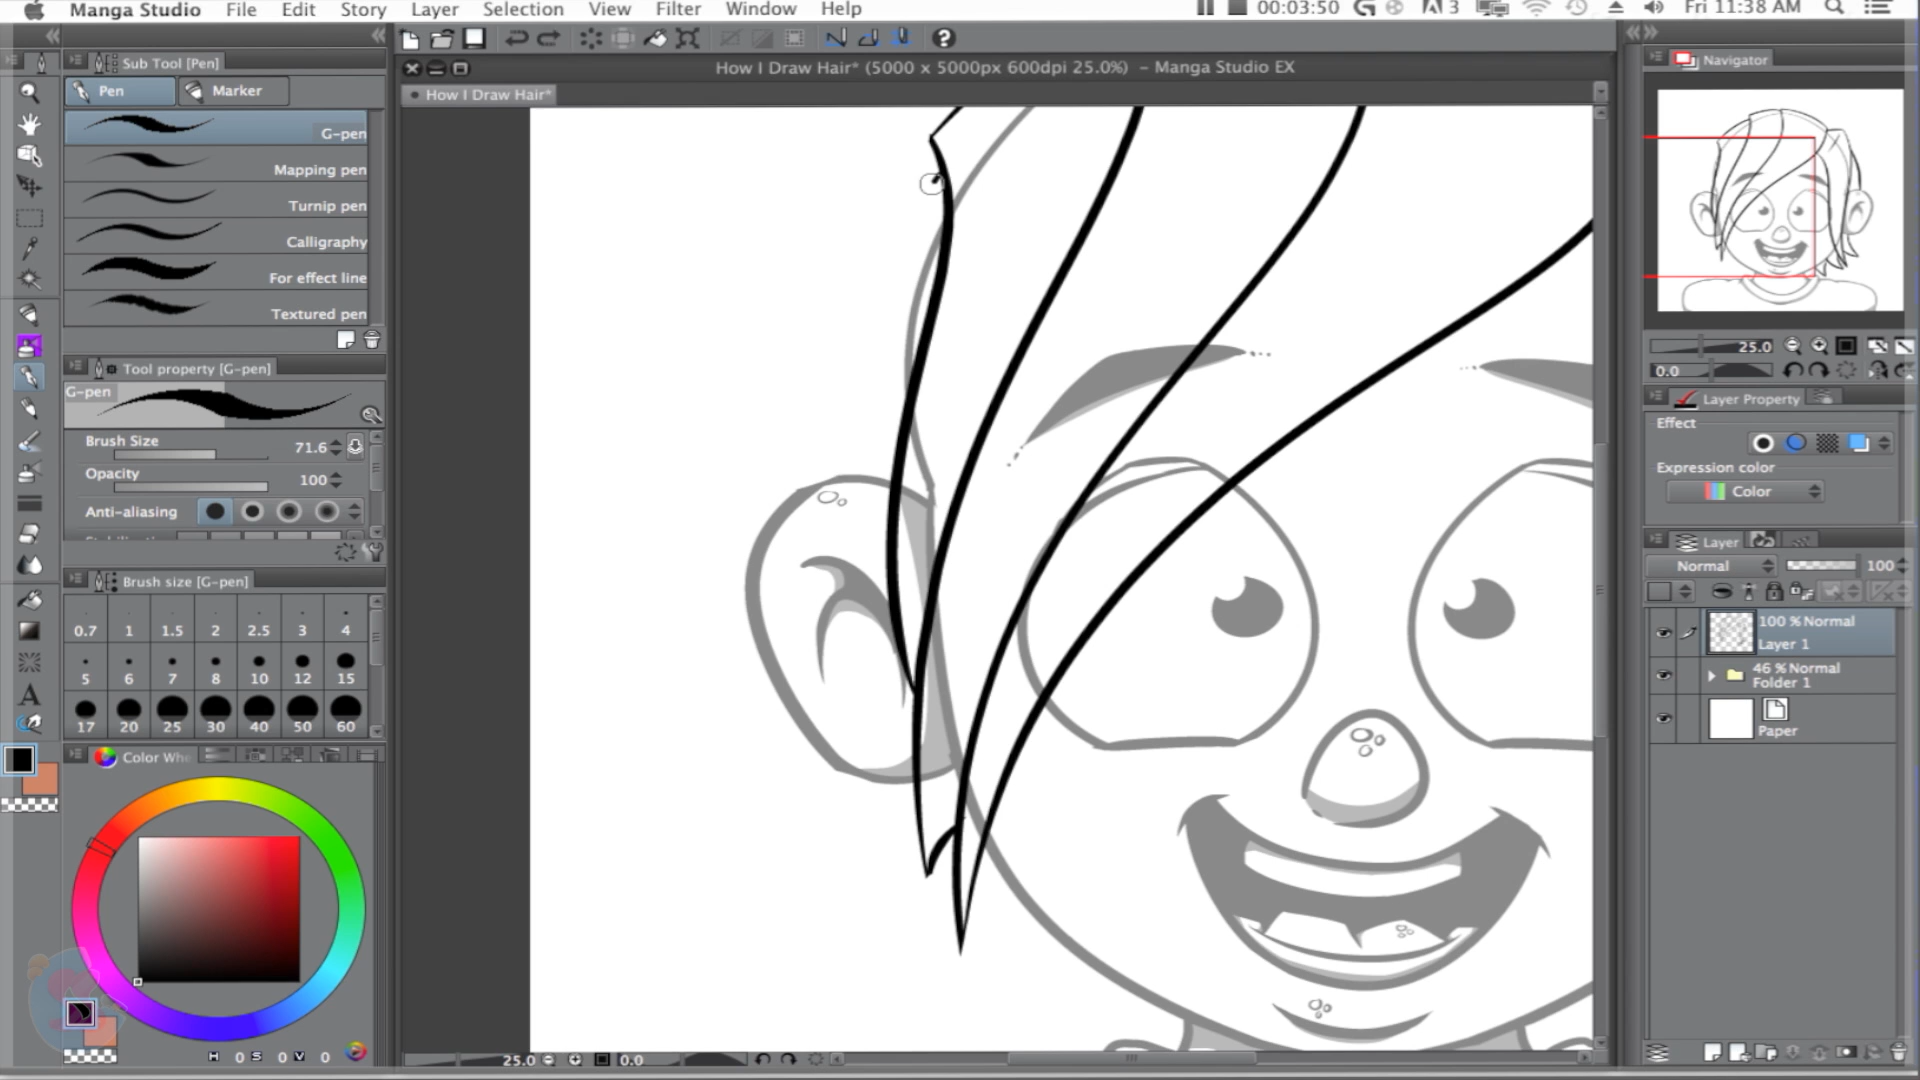 Manga Studio File Edit Story Layer Selection View Filter Window Help 00:03:50 3 Fri 11:38 AM
Sub Tool [Pen]
Pen Marker
G-pen
Mapping pen
Turnip pen
Calligraphy
For effect line
Textured pen
Tool property [G-pen]
G-pen
Brush Size 71.6
Opacity 100
Anti-aliasing
Brush size [G-pen]
0.7 1 1.5 2 2.5 3 4
5 6 7 8 10 12 15
17 20 25 30 40 50 60
Color Whe
H 0 S 0 V 0
How I Draw Hair* (5000 x 5000px 600dpi 25.0%) - Manga Studio EX
How I Draw Hair*
25.0 0.0
Navigator
25.0
0.0
Layer Property
Effect
Expression color
Color
Layer
Normal 100
100 % Normal
Layer 1
46 % Normal
Folder 1
Paper